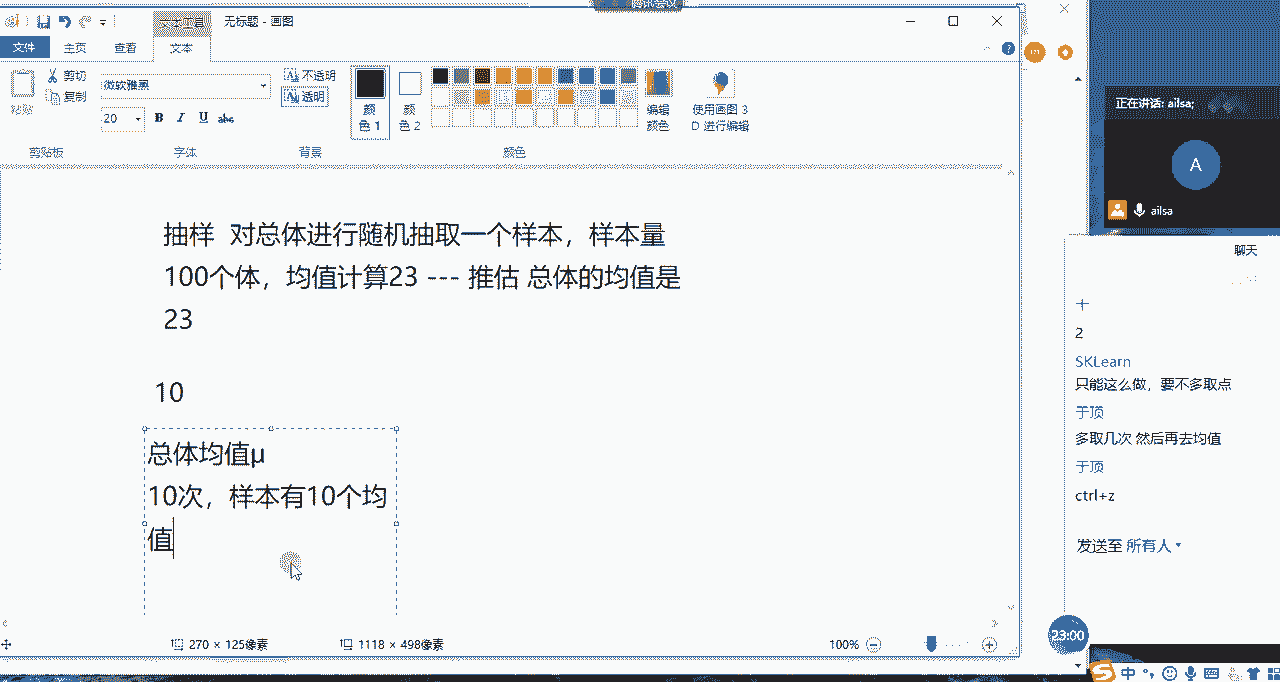 腾讯会议
文本工具
无标题 - 画图
文件
主页
查看
文本
粘贴
剪切
复制
微软雅黑
20
B I U abc
不透明
透明
颜色 1
颜色 2
编辑颜色
使用画图 3D 进行编辑
剪贴板
字体
背景
颜色
抽样 对总体进行随机抽取一个样本，样本量
100个体，均值计算23 --- 推估 总体的均值是
23
10
总体均值μ
10次，样本有10个均
值
270 × 125像素
1118 × 498像素
100%
正在讲话: ailsa;
A
ailsa
聊天
2
SKLearn
只能这么做，要不多取点
于顶
多取几次 然后再去均值
于顶
ctrl+z
发送至 所有人
23:00
中